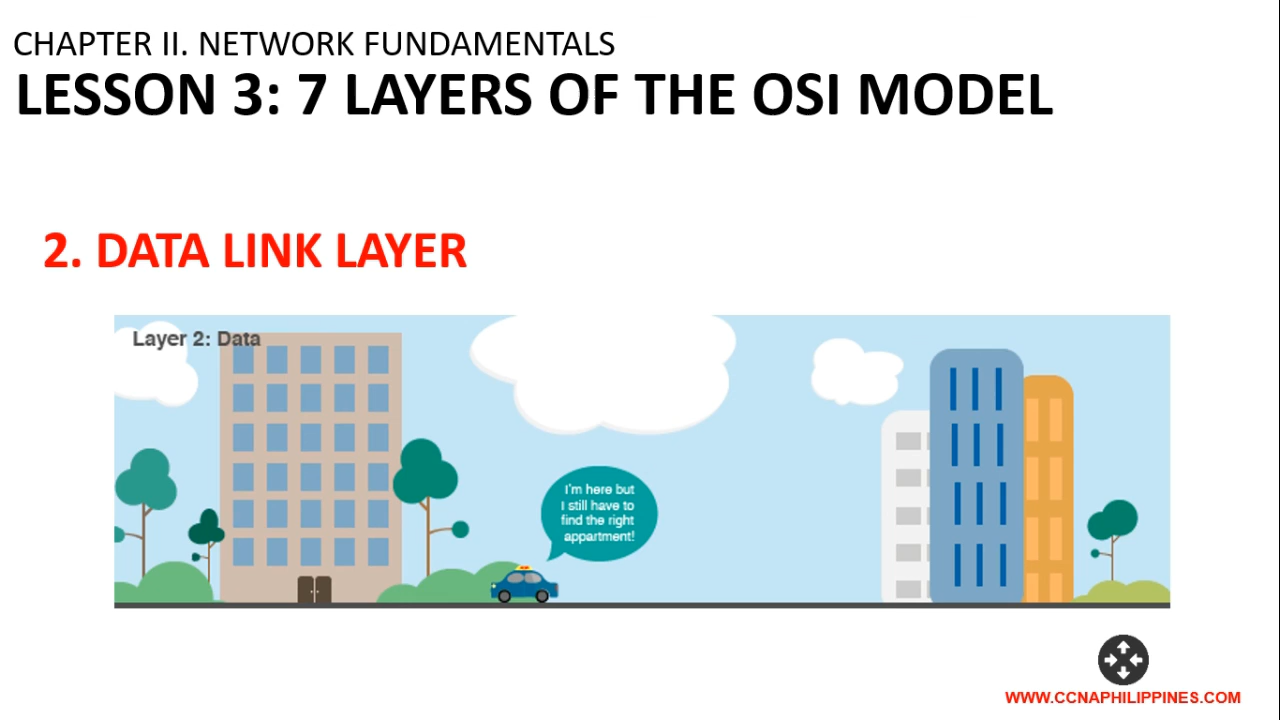 CHAPTER II. NETWORK FUNDAMENTALS
LESSON 3: 7 LAYERS OF THE OSI MODEL
2. DATA LINK LAYER
Layer 2: Data
I'm here but
I still have to
find the right
appartment!
WWW.CCNAPHILIPPINES.COM